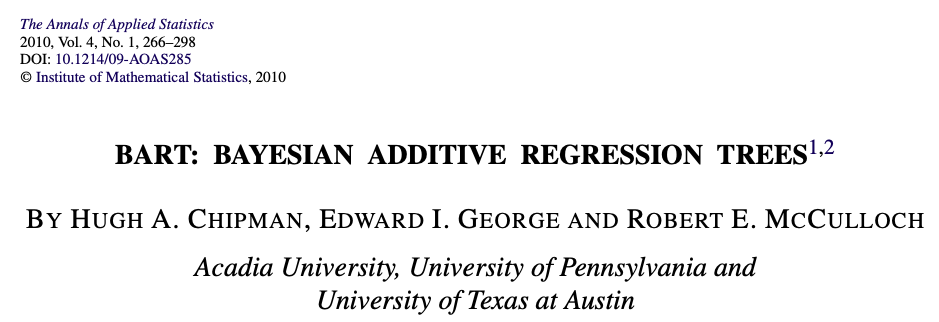 The Annals of Applied Statistics
2010, Vol. 4, No. 1, 266–298
DOI: 10.1214/09-AOAS285
© Institute of Mathematical Statistics, 2010
BART: BAYESIAN ADDITIVE REGRESSION TREES1,2
BY HUGH A. CHIPMAN, EDWARD I. GEORGE AND ROBERT E. MCCULLOCH
Acadia University, University of Pennsylvania and
University of Texas at Austin